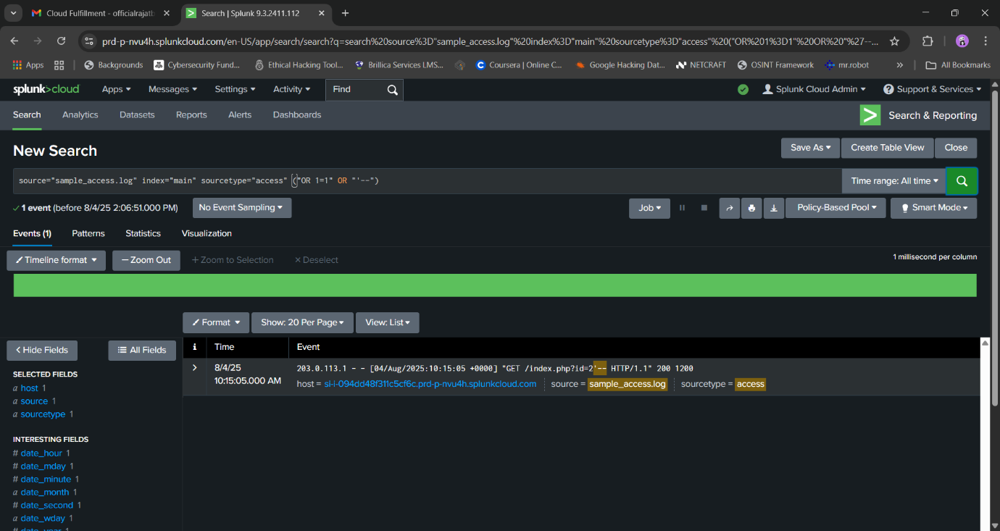 Cloud Fulfillment - officialrajatb
Search | Splunk 9.3.2411.112
prd-p-nvu4h.splunkcloud.com/en-US/app/search/search?q=search%20source%3D"sample_access.log"%20index%3D"main"%20sourcetype%3D"access"%20("OR%201%3D1"%20OR%20"%27--...
Apps Backgrounds Cybersecurity Fund... Ethical Hacking Tool... Brillica Services LMS... Coursera | Online C... Google Hacking Dat... NETCRAFT OSINT Framework mr.robot » All Bookmarks
splunk>cloud Apps Messages Settings Activity Find Splunk Cloud Admin Support & Services
Search Analytics Datasets Reports Alerts Dashboards Search & Reporting
New Search Save As Create Table View Close
source="sample_access.log" index="main" sourcetype="access" ("OR 1=1" OR "'--") Time range: All time
1 event (before 8/4/25 2:06:51.000 PM) No Event Sampling Job Policy-Based Pool Smart Mode
Events (1) Patterns Statistics Visualization
Timeline format — Zoom Out + Zoom to Selection × Deselect 1 millisecond per column
Format Show: 20 Per Page View: List
< Hide Fields All Fields i Time Event
SELECTED FIELDS
a host 1
a source 1
a sourcetype 1
INTERESTING FIELDS
# date_hour 1
# date_mday 1
# date_minute 1
a date_month 1
# date_second 1
a date_wday 1
# date_year 1
> 8/4/25
10:15:05.000 AM
203.0.113.1 - - [04/Aug/2025:10:15:05 +0000] "GET /index.php?id=2'-- HTTP/1.1" 200 1200
host = si-i-094dd48f311c5cf6c.prd-p-nvu4h.splunkcloud.com source = sample_access.log sourcetype = access